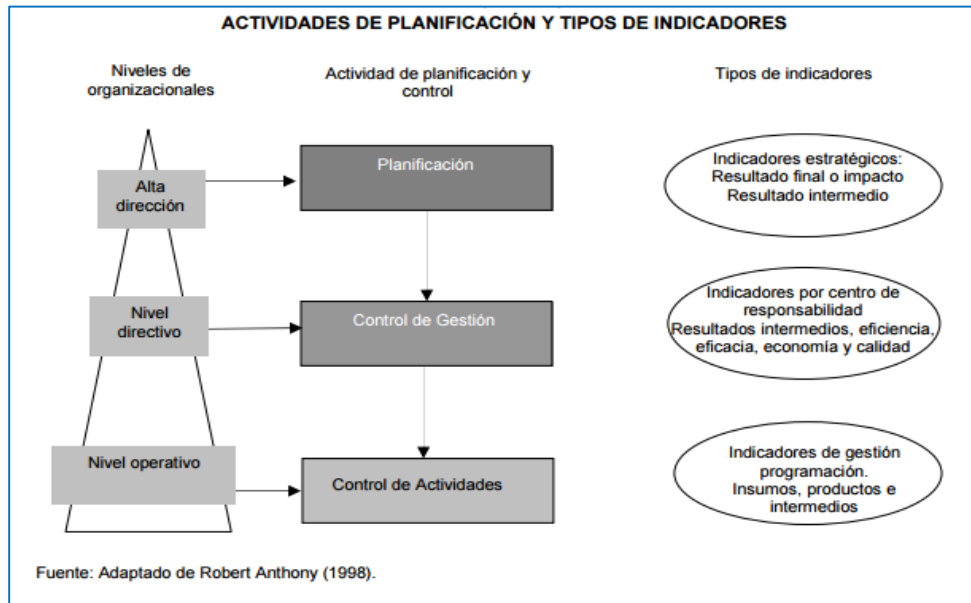 ACTIVIDADES DE PLANIFICACIÓN Y TIPOS DE INDICADORES
Niveles de
organizacionales
Actividad de planificación y
control
Tipos de indicadores
Alta
dirección
Planificación
Indicadores estratégicos:
Resultado final o impacto
Resultado intermedio
Nivel
directivo
Control de Gestión
Indicadores por centro de
responsabilidad
Resultados intermedios, eficiencia,
eficacia, economía y calidad
Nivel operativo
Control de Actividades
Indicadores de gestión
programación.
Insumos, productos e
intermedios
Fuente: Adaptado de Robert Anthony (1998).